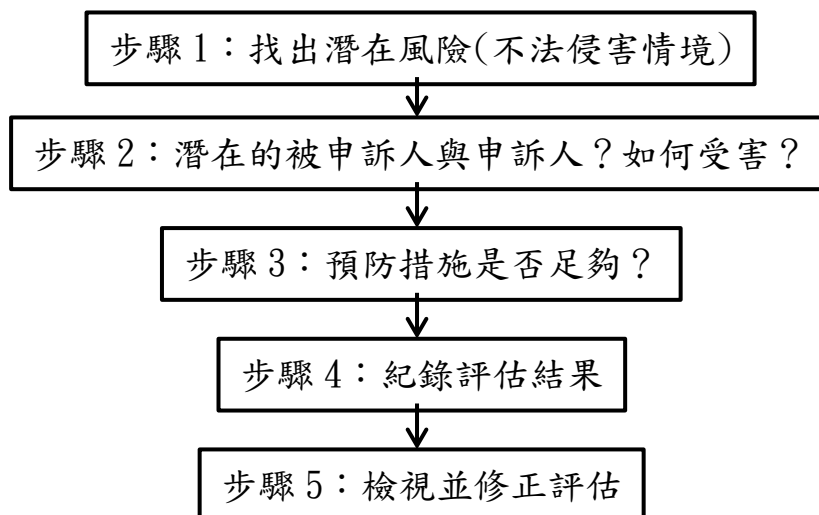 步驟1：找出潛在風險(不法侵害情境)
步驟2：潛在的被申訴人與申訴人？如何受害？
步驟3：預防措施是否足夠？
步驟4：紀錄評估結果
步驟5：檢視並修正評估